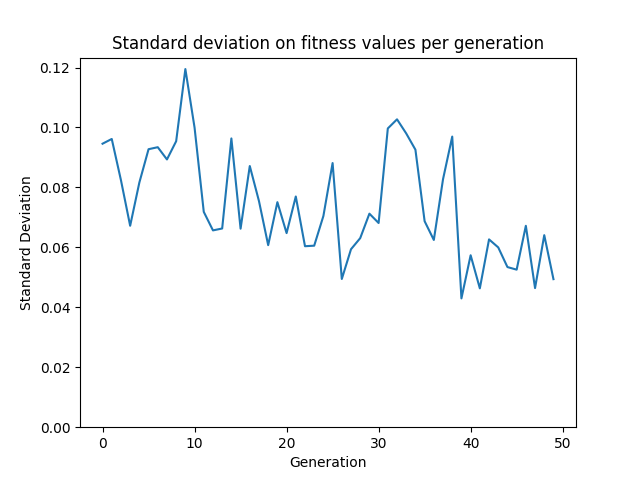 Standard deviation on fitness values per generation
0.12
0.10
0.08
0.06
0.04
0.02
0.00
Standard Deviation
0 10 20 30 40 50
Generation